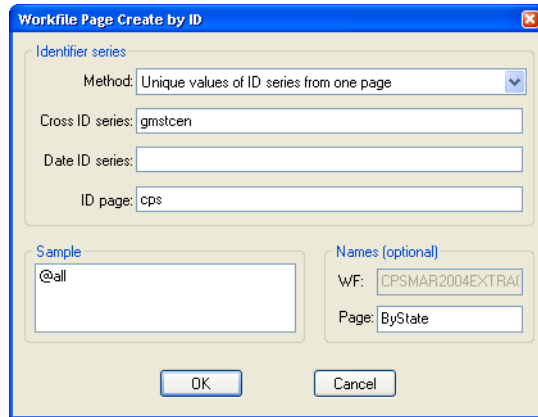 Workfile Page Create by ID
Identifier series
Method: Unique values of ID series from one page
Cross ID series: gmstcen
Date ID series:
ID page: cps
Sample
@all
Names (optional)
WF: CPSMAR2004EXTRA(
Page: ByState
OK Cancel